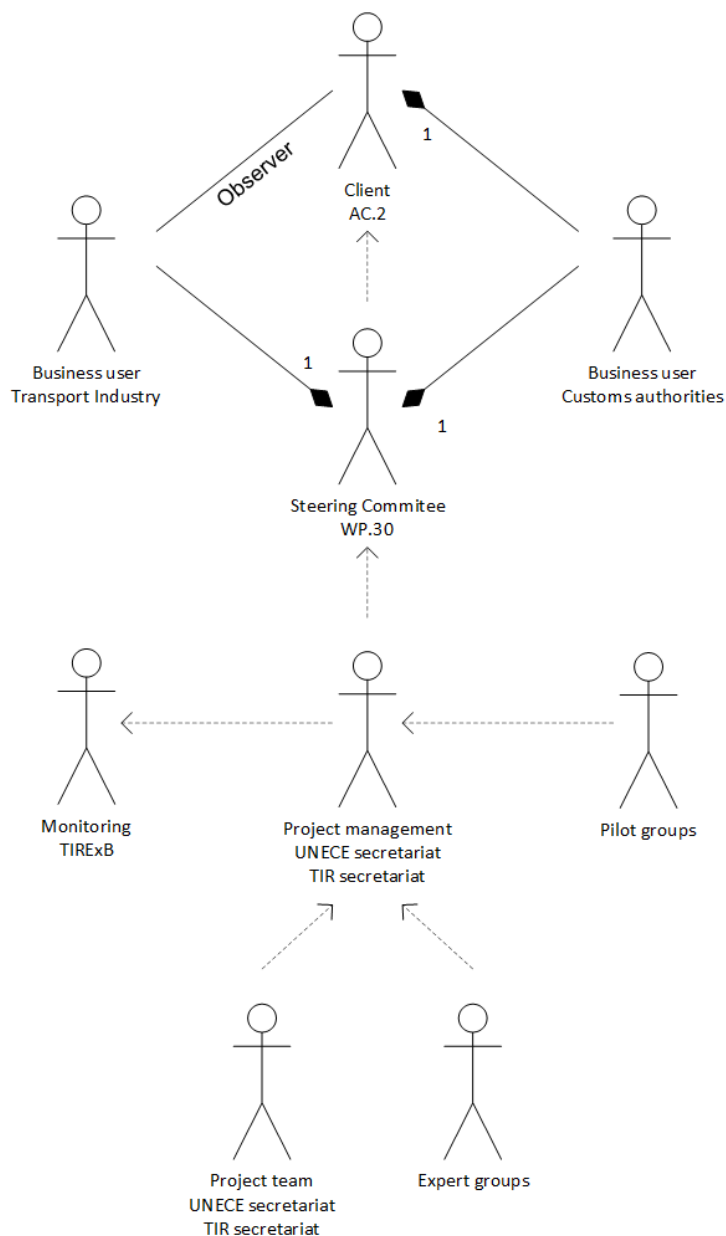 Observer
1
Client
AC.2
Business user
Transport Industry
Business user
Customs authorities
1
1
Steering Commitee
WP.30
Monitoring
TIRExB
Project management
UNECE secretariat
TIR secretariat
Pilot groups
Project team
UNECE secretariat
TIR secretariat
Expert groups